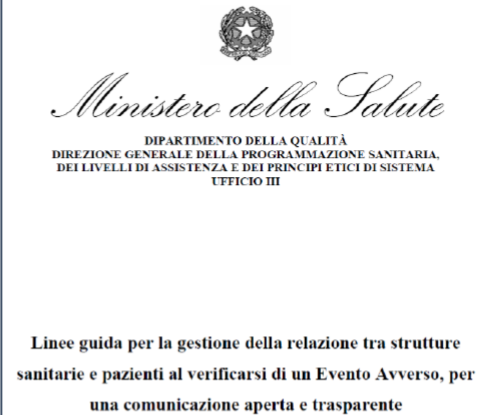 Ministero della Salute
DIPARTIMENTO DELLA QUALITÀ
DIREZIONE GENERALE DELLA PROGRAMMAZIONE SANITARIA,
DEI LIVELLI DI ASSISTENZA E DEI PRINCIPI ETICI DI SISTEMA
UFFICIO III
Linee guida per la gestione della relazione tra strutture
sanitarie e pazienti al verificarsi di un Evento Avverso, per
una comunicazione aperta e trasparente